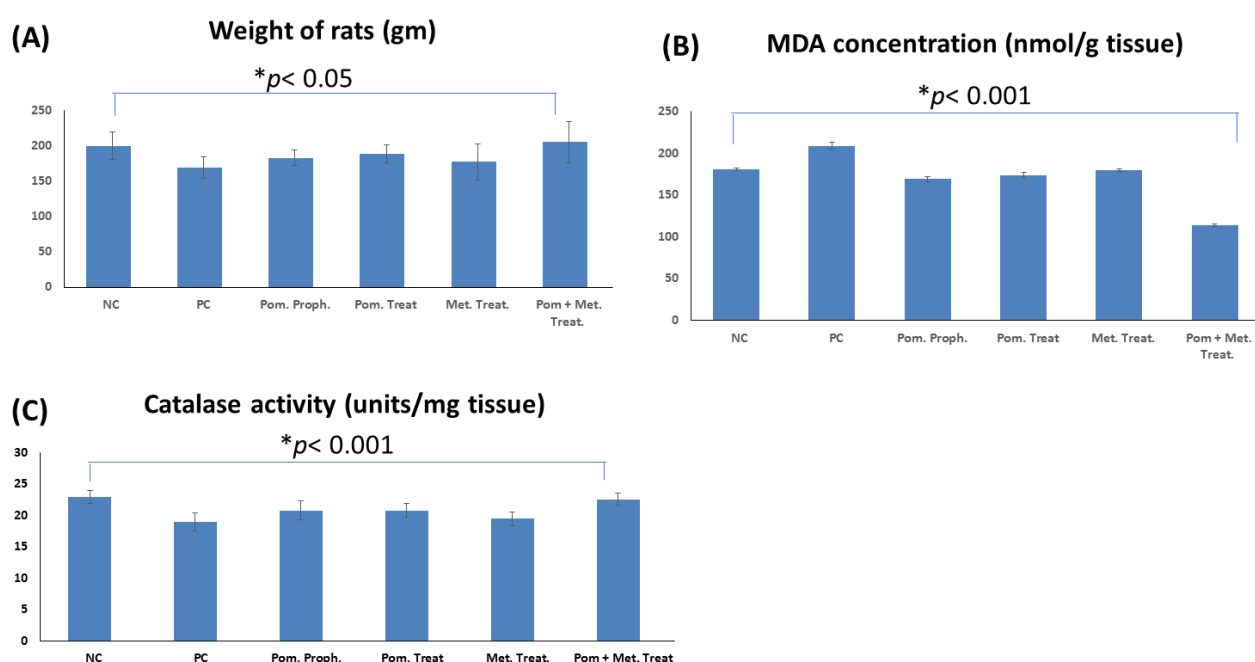 (A)
Weight of rats (gm)
*p< 0.05
250
200
150
100
50
0
NC PC Pom. Proph. Pom. Treat Met. Treat. Pom + Met.
Treat.
(B)
MDA concentration (nmol/g tissue)
*p< 0.001
250
200
150
100
50
0
NC PC Pom. Proph. Pom. Treat Met. Treat. Pom + Met.
Treat.
(C)
Catalase activity (units/mg tissue)
*p< 0.001
30
25
20
15
10
5
0
NC PC Pom. Proph. Pom. Treat Met. Treat. Pom + Met. Treat